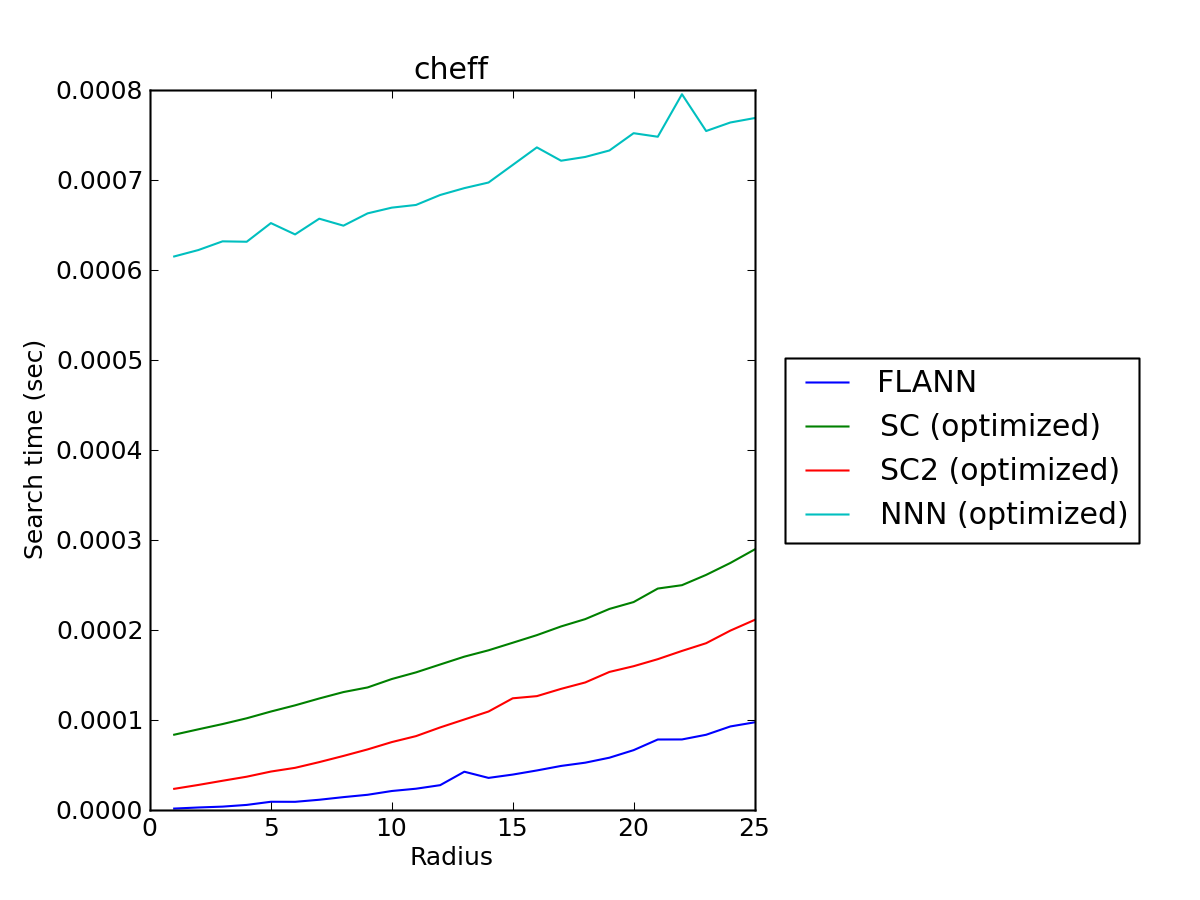 cheff
0.0008
0.0007
0.0006
0.0005
0.0004
0.0003
0.0002
0.0001
0.0000
Search time (sec)
0 5 10 15 20 25
Radius
FLANN
SC (optimized)
SC2 (optimized)
NNN (optimized)